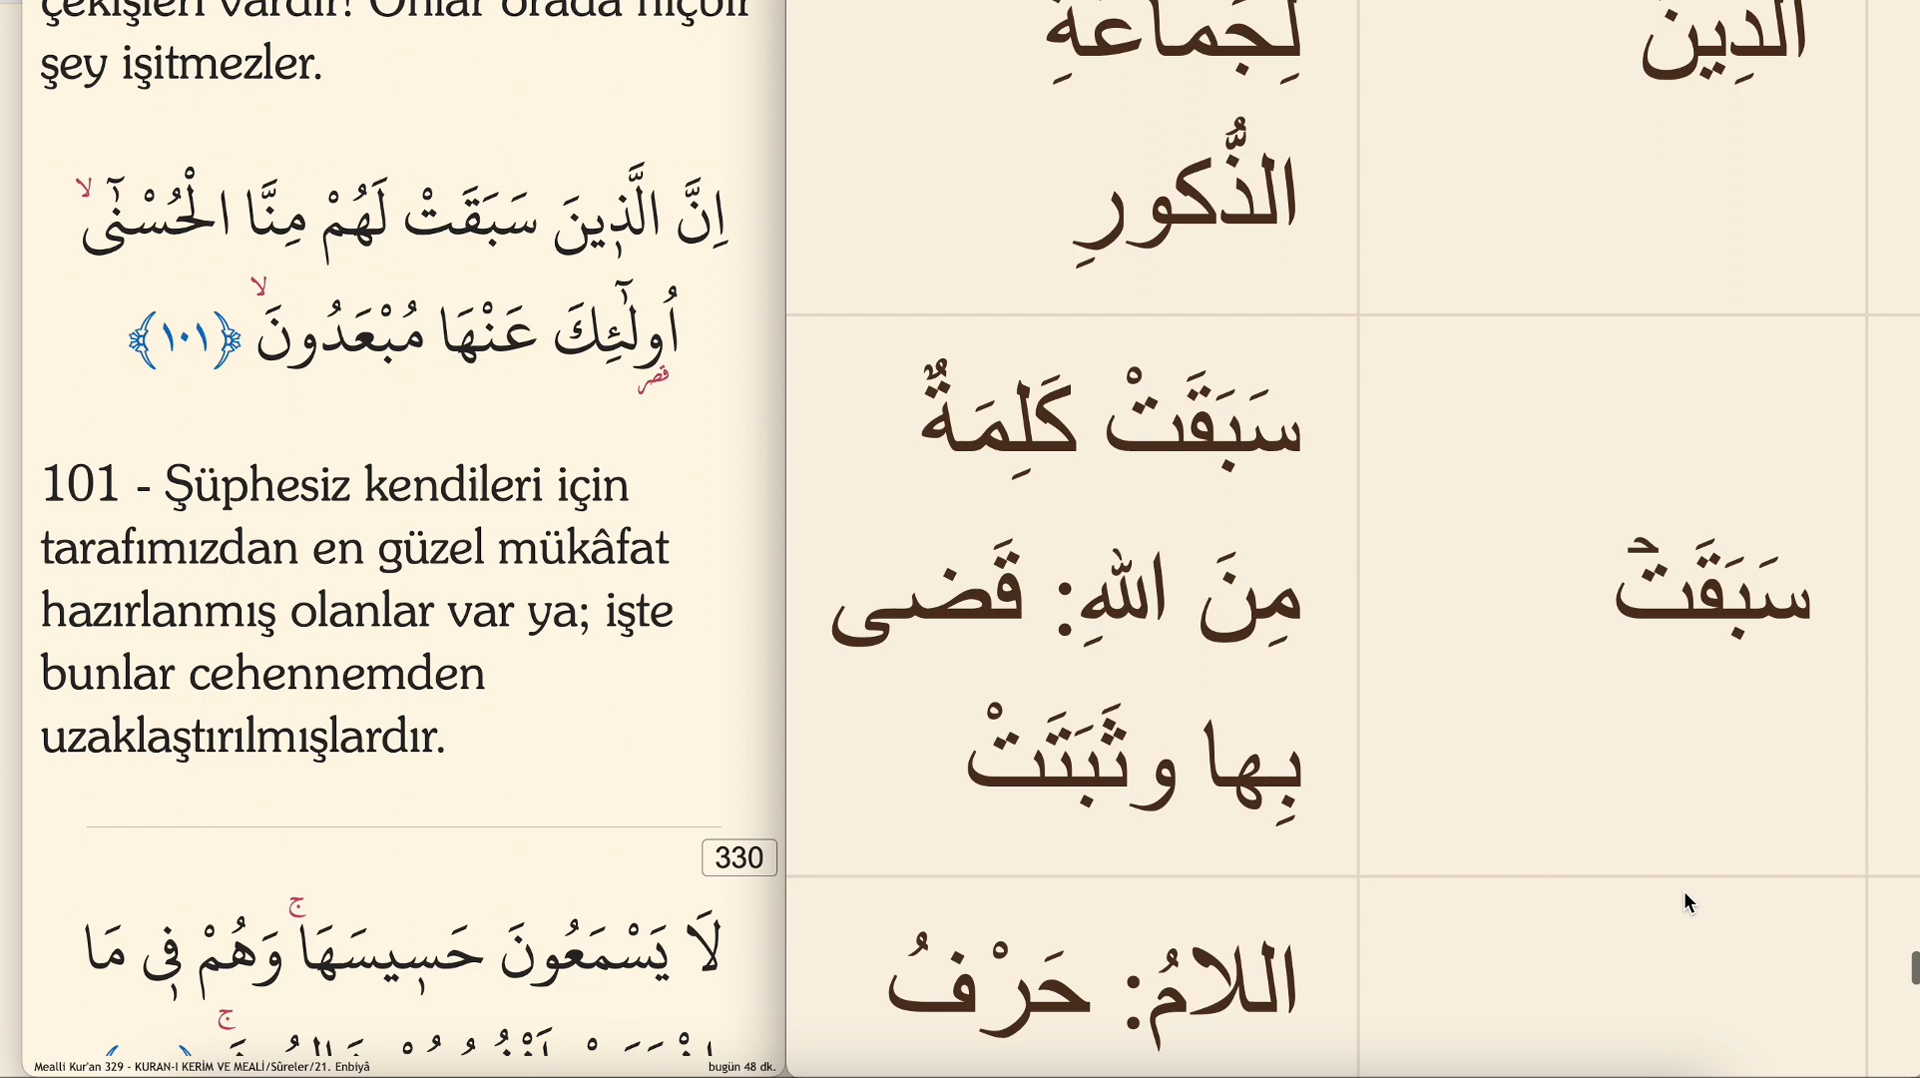 şey işitmezler.
اِنَّ الَّذ۪ينَ سَبَقَتْ لَهُمْ مِنَّا الْحُسْنٰٓىۙ
اُو۬لٰٓئِكَ عَنْهَا مُبْعَدُونَۙ ﴿١٠١﴾
101 - Şüphesiz kendileri için
tarafımızdan en güzel mükâfat
hazırlanmış olanlar var ya; işte
bunlar cehennemden
uzaklaştırılmışlardır.
330
لَا يَسْمَعُونَ حَس۪يسَهَاۚ وَهُمْ ف۪ى مَا
Mealli Kur'an 329 - KURAN-I KERİM VE MEALİ/Sûreler/21. Enbiyâ
bugün 48 dk.
الَّذِينَ
لِجَماعَةِ
الذُّكورِ
سَبَقَتۡ
سَبَقَتْ كَلِمَةٌ
مِنَ اللهِ: قَضى
بِها وثَبَتَتْ
اللامُ: حَرْفُ